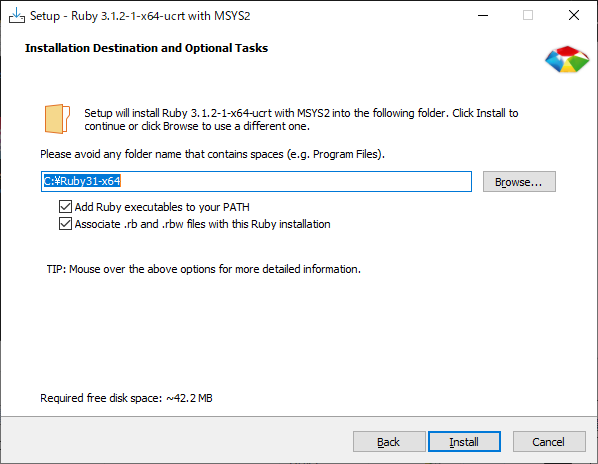 Setup - Ruby 3.1.2-1-x64-ucrt with MSYS2
Installation Destination and Optional Tasks
Setup will install Ruby 3.1.2-1-x64-ucrt with MSYS2 into the following folder. Click Install to
continue or click Browse to use a different one.
Please avoid any folder name that contains spaces (e.g. Program Files).
C:¥Ruby31-x64
Browse...
Add Ruby executables to your PATH
Associate .rb and .rbw files with this Ruby installation
TIP: Mouse over the above options for more detailed information.
Required free disk space: ~42.2 MB
Back Install Cancel